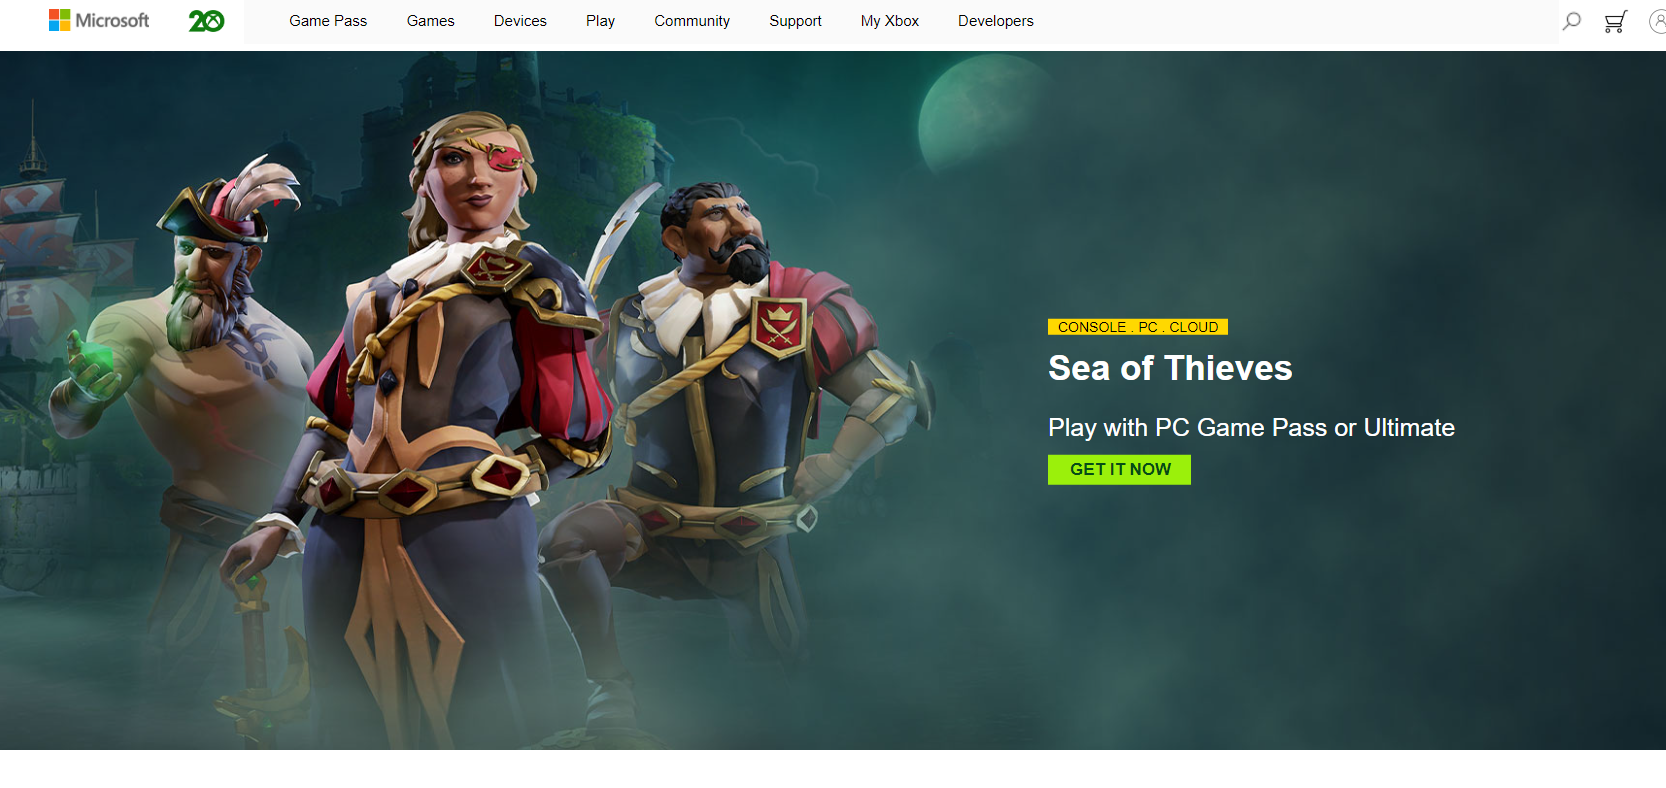 Microsoft 20 Game Pass Games Devices Play Community Support My Xbox Developers
CONSOLE . PC . CLOUD
Sea of Thieves
Play with PC Game Pass or Ultimate
GET IT NOW